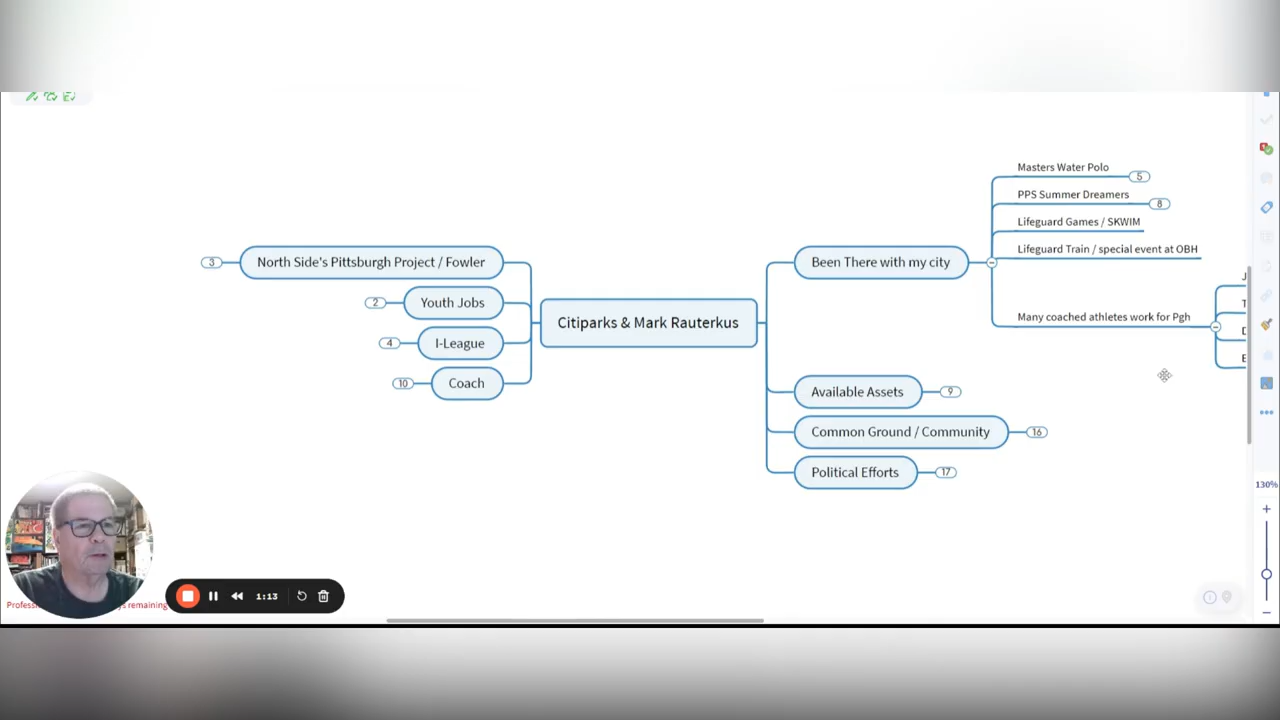 Masters Water Polo
5
PPS Summer Dreamers
8
Lifeguard Games / SKWIM
Lifeguard Train / special event at OBH
Many coached athletes work for Pgh
Been There with my city
3
North Side's Pittsburgh Project / Fowler
2
Youth Jobs
4
I-League
10
Coach
Citiparks & Mark Rauterkus
Available Assets
9
Common Ground / Community
16
Political Efforts
17
130%
1:13
remaining